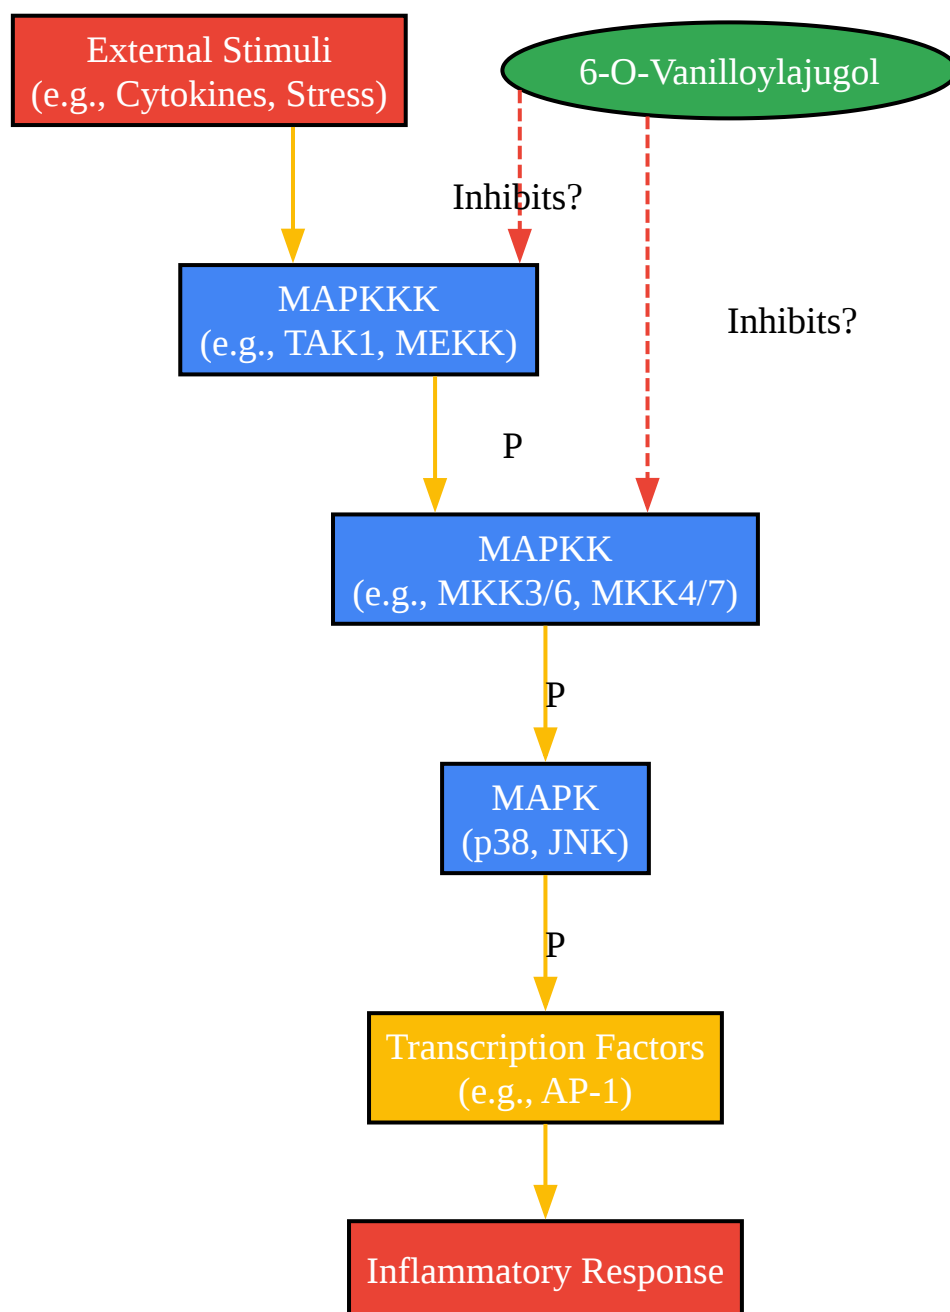 External Stimuli
(e.g., Cytokines, Stress)
6-O-Vanilloylajugol
Inhibits?
MAPKKK
(e.g., TAK1, MEKK)
Inhibits?
P
MAPKK
(e.g., MKK3/6, MKK4/7)
P
MAPK
(p38, JNK)
P
Transcription Factors
(e.g., AP-1)
Inflammatory Response